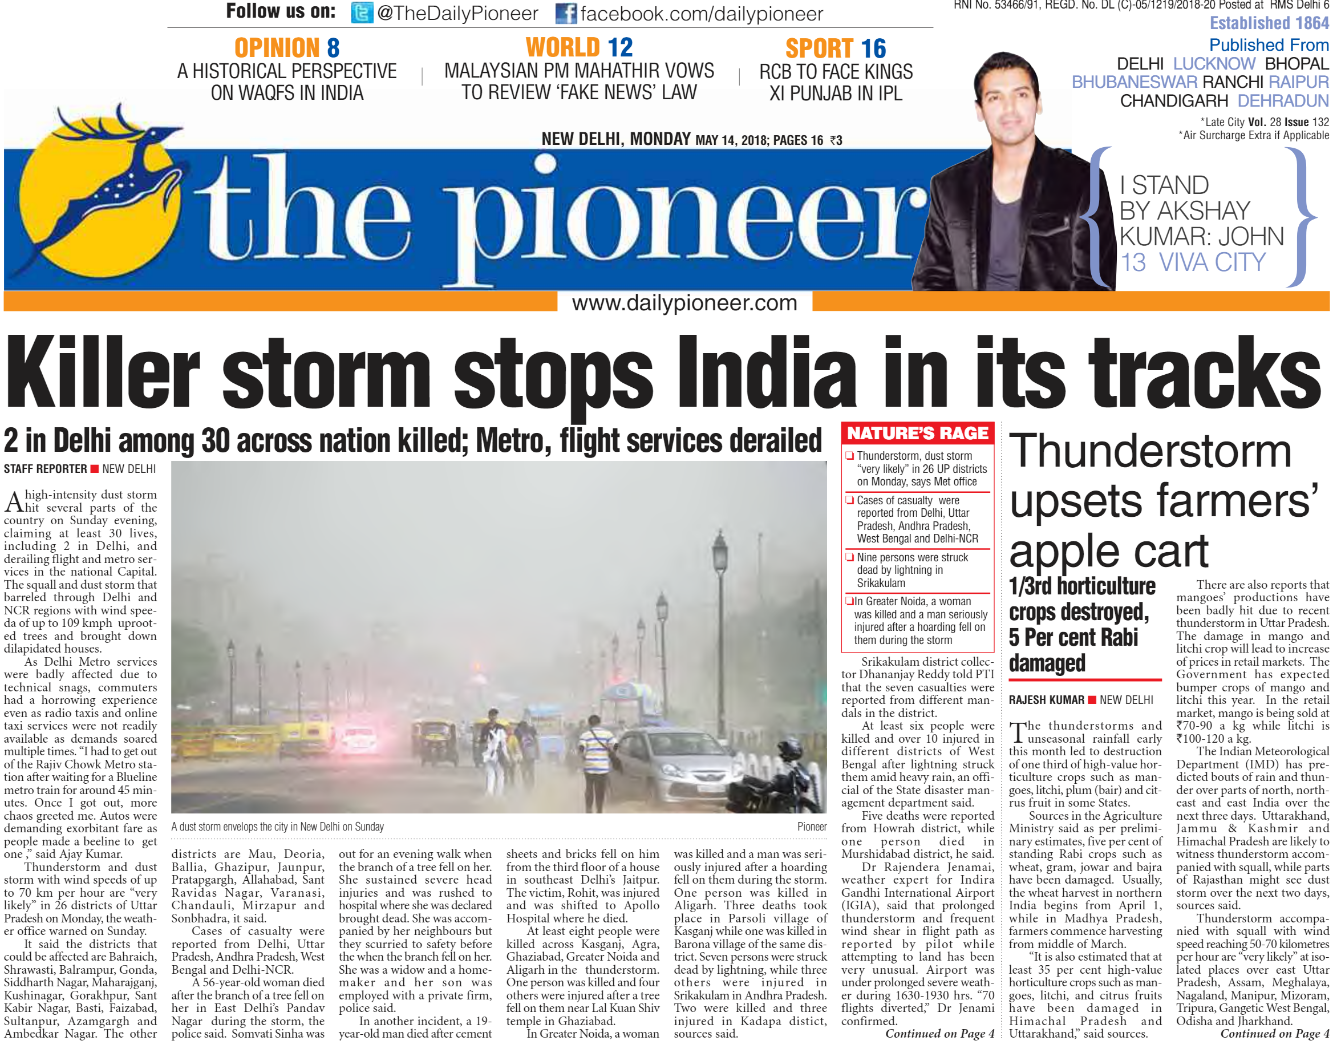 Follow us on: @TheDailyPioneer facebook.com/dailypioneer
RNI No. 53466/91, REGD. No. DL (C)-05/1219/2018-20 Posted at RMS Delhi 6
Established 1864
Published From
DELHI LUCKNOW BHOPAL
BHUBANESWAR RANCHI RAIPUR
CHANDIGARH DEHRADUN
*Late City Vol. 28 Issue 132
*Air Surcharge Extra if Applicable
OPINION 8
A HISTORICAL PERSPECTIVE
ON WAQFS IN INDIA
WORLD 12
MALAYSIAN PM MAHATHIR VOWS
TO REVIEW ‘FAKE NEWS’ LAW
SPORT 16
RCB TO FACE KINGS
XI PUNJAB IN IPL
NEW DELHI, MONDAY MAY 14, 2018; PAGES 16 ₹3
the pioneer
I STAND
BY AKSHAY
KUMAR: JOHN
13 VIVA CITY
www.dailypioneer.com
Killer storm stops India in its tracks
2 in Delhi among 30 across nation killed; Metro, flight services derailed
STAFF REPORTER ■ NEW DELHI
A high-intensity dust storm
hit several parts of the
country on Sunday evening,
claiming at least 30 lives,
including 2 in Delhi, and
derailing flight and metro ser-
vices in the national Capital.
The squall and dust storm that
barreled through Delhi and
NCR regions with wind spee-
da of up to 109 kmph uproot-
ed trees and brought down
dilapidated houses.
As Delhi Metro services
were badly affected due to
technical snags, commuters
had a horrowing experience
even as radio taxis and online
taxi services were not readily
available as demands soared
multiple times. “I had to get out
of the Rajiv Chowk Metro sta-
tion after waiting for a Blueline
metro train for around 45 min-
utes. Once I got out, more
chaos greeted me. Autos were
demanding exorbitant fare as
people made a beeline to get
one ,” said Ajay Kumar.
Thunderstorm and dust
storm with wind speeds of up
to 70 km per hour are “very
likely” in 26 districts of Uttar
Pradesh on Monday, the weath-
er office warned on Sunday.
It said the districts that
could be affected are Bahraich,
Shrawasti, Balrampur, Gonda,
Siddharth Nagar, Maharajganj,
Kushinagar, Gorakhpur, Sant
Kabir Nagar, Basti, Faizabad,
Sultanpur, Azamgargh and
Ambedkar Nagar. The other
A dust storm envelops the city in New Delhi on Sunday
Pioneer
districts are Mau, Deoria,
Ballia, Ghazipur, Jaunpur,
Pratapgargh, Allahabad, Sant
Ravidas Nagar, Varanasi,
Chandauli, Mirzapur and
Sonbhadra, it said.
Cases of casualty were
reported from Delhi, Uttar
Pradesh, Andhra Pradesh, West
Bengal and Delhi-NCR.
A 56-year-old woman died
after the branch of a tree fell on
her in East Delhi’s Pandav
Nagar during the storm, the
police said. Somvati Sinha was
out for an evening walk when
the branch of a tree fell on her.
She sustained severe head
injuries and was rushed to
hospital where she was declared
brought dead. She was accom-
panied by her neighbours but
they scurried to safety before
the when the branch fell on her.
She was a widow and a home-
maker and her son was
employed with a private firm,
police said.
In another incident, a 19-
year-old man died after cement
sheets and bricks fell on him
from the third floor of a house
in southeast Delhi’s Jaitpur.
The victim, Rohit, was injured
and was shifted to Apollo
Hospital where he died.
At least eight people were
killed across Kasganj, Agra,
Ghaziabad, Greater Noida and
Aligarh in the thunderstorm.
One person was killed and four
others were injured after a tree
fell on them near Lal Kuan Shiv
temple in Ghaziabad.
In Greater Noida, a woman
was killed and a man was seri-
ously injured after a hoarding
fell on them during the storm.
One person was killed in
Aligarh. Three deaths took
place in Parsoli village of
Kasganj while one was killed in
Barona village of the same dis-
trict. Seven persons were struck
dead by lightning, while three
others were injured in
Srikakulam in Andhra Pradesh.
Two were killed and three
injured in Kadapa distict,
sources said.
NATURE’S RAGE
❑ Thunderstorm, dust storm
“very likely” in 26 UP districts
on Monday, says Met office
❑ Cases of casualty were
reported from Delhi, Uttar
Pradesh, Andhra Pradesh,
West Bengal and Delhi-NCR
❑ Nine persons were struck
dead by lightning in
Srikakulam
❑In Greater Noida, a woman
was killed and a man seriously
injured after a hoarding fell on
them during the storm
Srikakulam district collec-
tor Dhananjay Reddy told PTI
that the seven casualties were
reported from different man-
dals in the district.
At least six people were
killed and over 10 injured in
different districts of West
Bengal after lightning struck
them amid heavy rain, an offi-
cial of the State disaster man-
agement department said.
Five deaths were reported
from Howrah district, while
one person died in
Murshidabad district, he said.
Dr Rajendera Jenamai,
weather expert for Indira
Gandhi International Airport
(IGIA), said that prolonged
thunderstorm and frequent
wind shear in flight path as
reported by pilot while
attempting to land has been
very unusual. Airport was
under prolonged severe weath-
er during 1630-1930 hrs. “70
flights diverted,” Dr Jenami
confirmed.
Continued on Page 4
Thunderstorm
upsets farmers’
apple cart
1/3rd horticulture
crops destroyed,
5 Per cent Rabi
damaged
RAJESH KUMAR ■ NEW DELHI
The thunderstorms and
unseasonal rainfall early
this month led to destruction
of one third of high-value hor-
ticulture crops such as man-
goes, litchi, plum (bair) and cit-
rus fruit in some States.
Sources in the Agriculture
Ministry said as per prelimi-
nary estimates, five per cent of
standing Rabi crops such as
wheat, gram, jowar and bajra
have been damaged. Usually,
the wheat harvest in northern
India begins from April 1,
while in Madhya Pradesh,
farmers commence harvesting
from middle of March.
“It is also estimated that at
least 35 per cent high-value
horticulture crops such as man-
goes, litchi, and citrus fruits
have been damaged in
Himachal Pradesh and
Uttarakhand,” said sources.
There are also reports that
mangoes’ productions have
been badly hit due to recent
thunderstorm in Uttar Pradesh.
The damage in mango and
litchi crop will lead to increase
of prices in retail markets. The
Government has expected
bumper crops of mango and
litchi this year. In the retail
market, mango is being sold at
₹70-90 a kg while litchi is
₹100-120 a kg.
The Indian Meteorological
Department (IMD) has pre-
dicted bouts of rain and thun-
der over parts of north, north-
east and east India over the
next three days. Uttarakhand,
Jammu & Kashmir and
Himachal Pradesh are likely to
witness thunderstorm accom-
panied with squall, while parts
of Rajasthan might see dust
storm over the next two days,
sources said.
Thunderstorm accompa-
nied with squall with wind
speed reaching 50-70 kilometres
per hour are “very likely” at iso-
lated places over east Uttar
Pradesh, Assam, Meghalaya,
Nagaland, Manipur, Mizoram,
Tripura, Gangetic West Bengal,
Odisha and Jharkhand.
Continued on Page 4